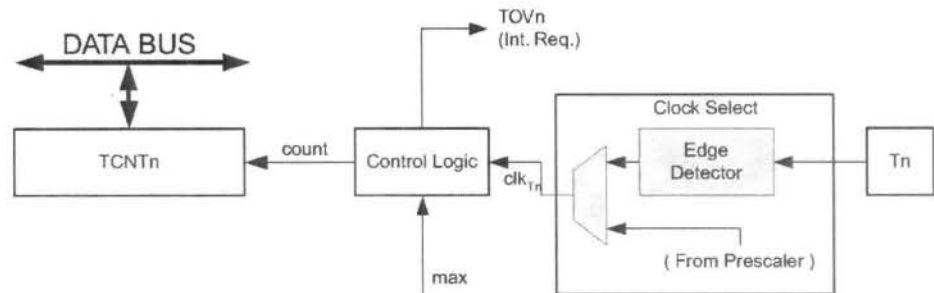 TOVn
(Int. Req.)
DATA BUS
Clock Select
TCNTn
count
Control Logic
clkTn
Edge
Detector
Tn
( From Prescaler )
max